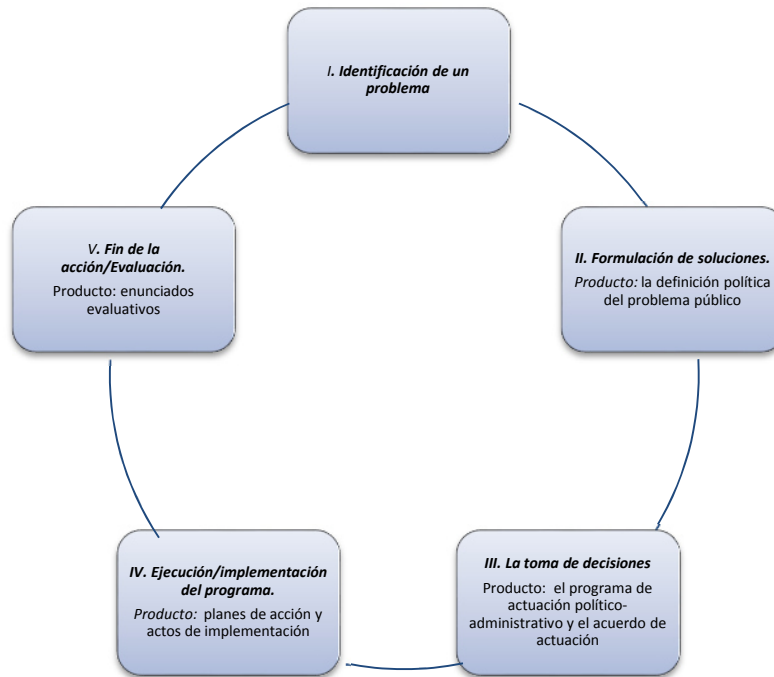 I. Identificación de un
problema
II. Formulación de soluciones.
Producto: la definición política
del problema público
III. La toma de decisiones
Producto: el programa de
actuación político-
administrativo y el acuerdo de
actuación
IV. Ejecución/implementación
del programa.
Producto: planes de acción y
actos de implementación
V. Fin de la
acción/Evaluación.
Producto: enunciados
evaluativos